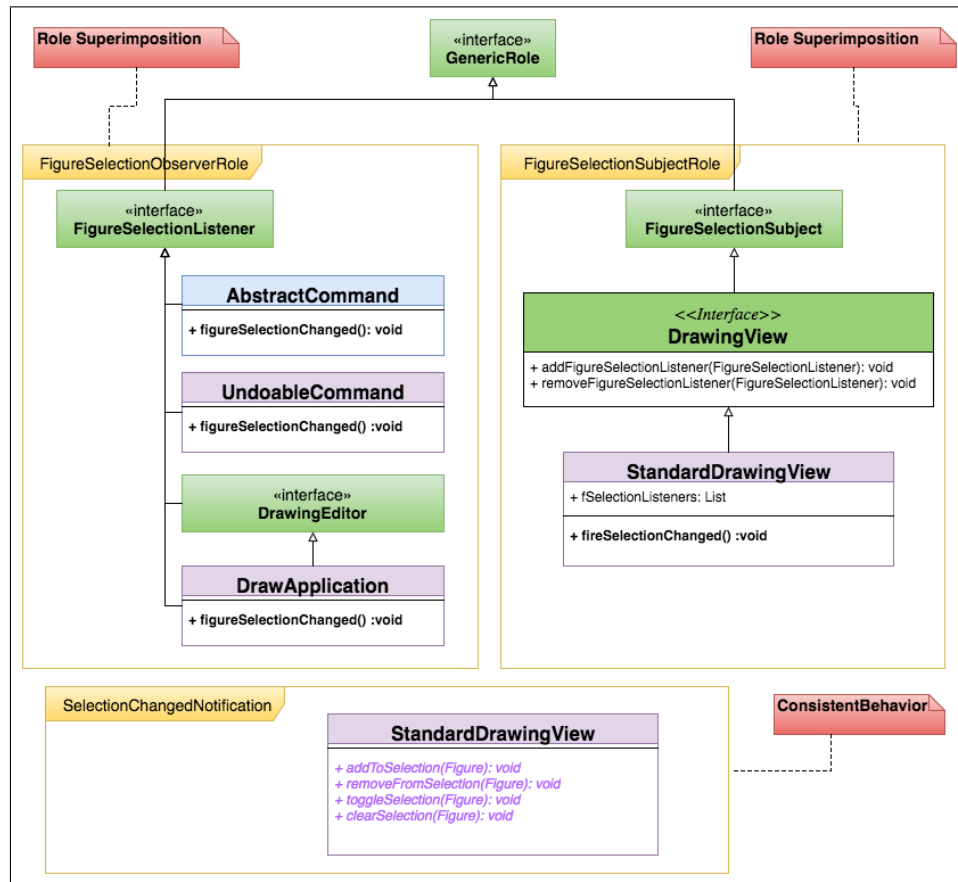 Role Superimposition
«interface»
GenericRole
Role Superimposition
FigureSelectionObserverRole
«interface»
FigureSelectionListener
AbstractCommand
+ figureSelectionChanged(): void
UndoableCommand
+ figureSelectionChanged() :void
«interface»
DrawingEditor
DrawApplication
+ figureSelectionChanged() :void
FigureSelectionSubjectRole
«interface»
FigureSelectionSubject
<<Interface>>
DrawingView
+ addFigureSelectionListener(FigureSelectionListener): void
+ removeFigureSelectionListener(FigureSelectionListener): void
StandardDrawingView
+ fSelectionListeners: List
+ fireSelectionChanged() :void
SelectionChangedNotification
StandardDrawingView
+ addToSelection(Figure): void
+ removeFromSelection(Figure): void
+ toggleSelection(Figure): void
+ clearSelection(Figure): void
ConsistentBehavior